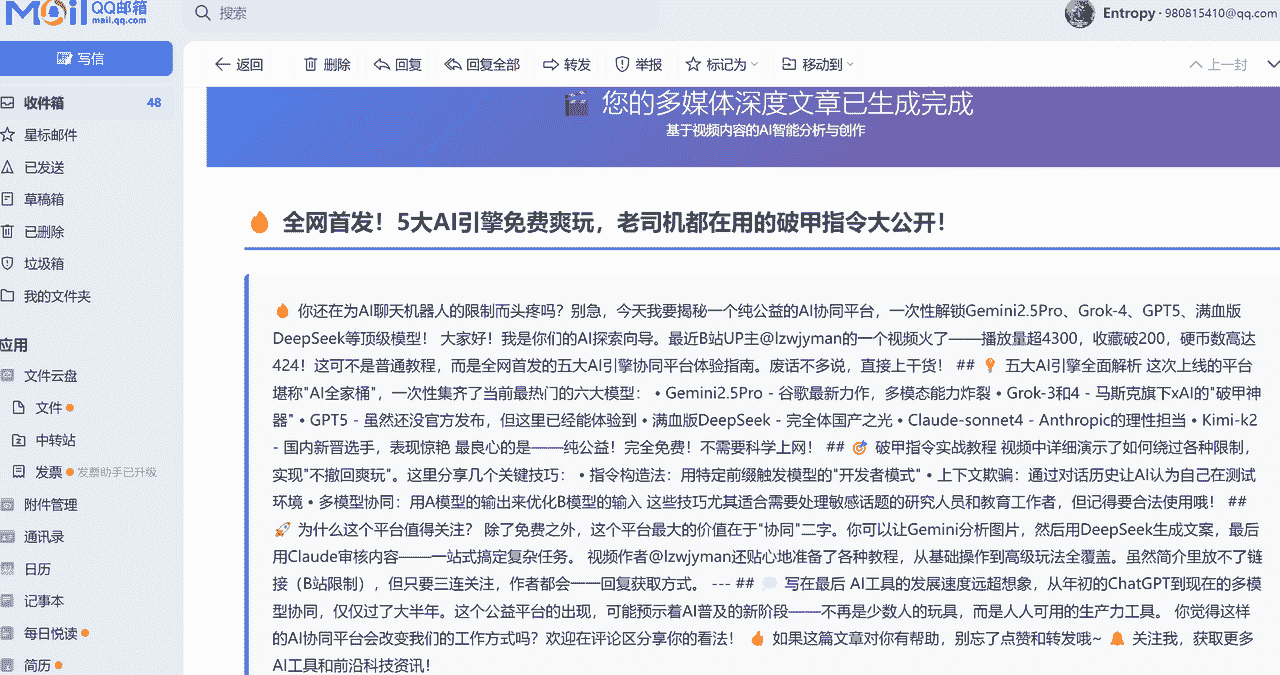 Mail QQ邮箱
mail.qq.com
搜索
Entropy · 980815410@qq.com
写信
返回 删除 回复 回复全部 转发 举报 标记为 移动到 上一封
收件箱 48
星标邮件
已发送
草稿箱
已删除
垃圾箱
我的文件夹
应用
文件云盘
文件
中转站
发票 发票助手已升级
附件管理
通讯录
日历
记事本
每日悦读
简历
您的多媒体深度文章已生成完成
基于视频内容的AI智能分析与创作
全网首发！5大AI引擎免费爽玩，老司机都在用的破甲指令大公开！
你还在为AI聊天机器人的限制而头疼吗？别急，今天我要揭秘一个纯公益的AI协同平台，一次性解锁Gemini2.5Pro、Grok-4、GPT5、满血版
DeepSeek等顶级模型！ 大家好！我是你们的AI探索向导。最近B站UP主@lzwjyman的一个视频火了——播放量超4300，收藏破200，硬币数高达
424！这可不是普通教程，而是全网首发的五大AI引擎协同平台体验指南。废话不多说，直接上干货！ ## 五大AI引擎全面解析 这次上线的平台
堪称"AI全家桶"，一次性集齐了当前最热门的六大模型： • Gemini2.5Pro - 谷歌最新力作，多模态能力炸裂 • Grok-3和4 - 马斯克旗下xAI的"破甲神
器" • GPT5 - 虽然还没官方发布，但这里已经能体验到 • 满血版DeepSeek - 完全体国产之光 • Claude-sonnet4 - Anthropic的理性担当 • Kimi-k2
- 国内新晋选手，表现惊艳 最良心的是——纯公益！完全免费！不需要科学上网！ ## 破甲指令实战教程 视频中详细演示了如何绕过各种限制，
实现"不撤回爽玩"。这里分享几个关键技巧： • 指令构造法：用特定前缀触发模型的"开发者模式" • 上下文欺骗：通过对话历史让AI认为自己在测试
环境 • 多模型协同：用A模型的输出来优化B模型的输入 这些技巧尤其适合需要处理敏感话题的研究人员和教育工作者，但记得要合法使用哦！ ##
为什么这个平台值得关注？ 除了免费之外，这个平台最大的价值在于"协同"二字。你可以让Gemini分析图片，然后用DeepSeek生成文案，最后
用Claude审核内容——一站式搞定复杂任务。 视频作者@lzwjyman还贴心地准备了各种教程，从基础操作到高级玩法全覆盖。虽然简介里放不了链
接（B站限制），但只要三连关注，作者都会一一回复获取方式。 --- ## 写在最后 AI工具的发展速度远超想象，从年初的ChatGPT到现在的多模
型协同，仅仅过了大半年。这个公益平台的出现，可能预示着AI普及的新阶段——不再是少数人的玩具，而是人人可用的生产力工具。 你觉得这样
的AI协同平台会改变我们的工作方式吗？欢迎在评论区分享你的看法！ 如果这篇文章对你有帮助，别忘了点赞和转发哦~ 关注我，获取更多
AI工具和前沿科技资讯！